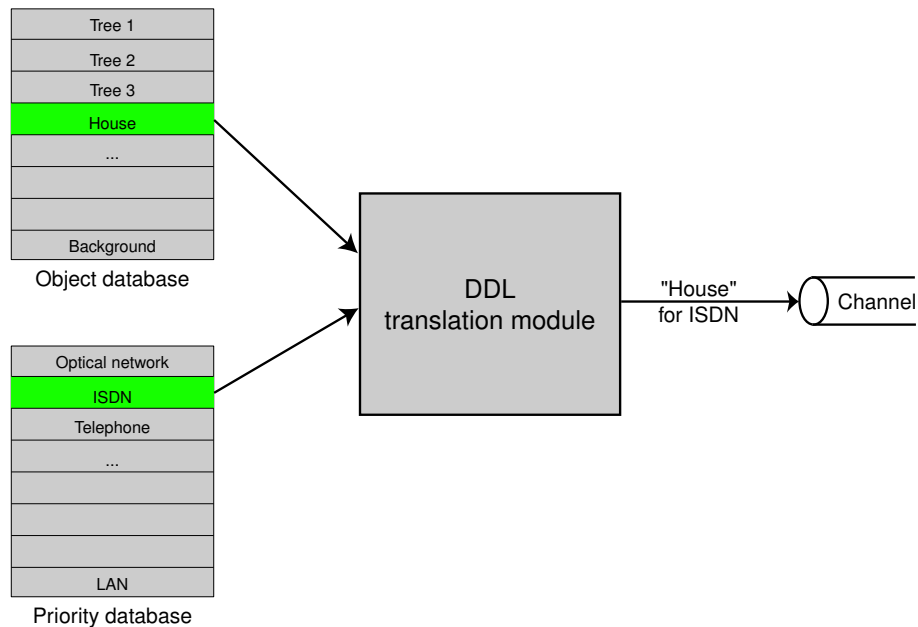 Tree 1
Tree 2
Tree 3
House
...
Background
Object database
Optical network
ISDN
Telephone
...
LAN
Priority database
DDL
translation module
"House"
for ISDN
Channel